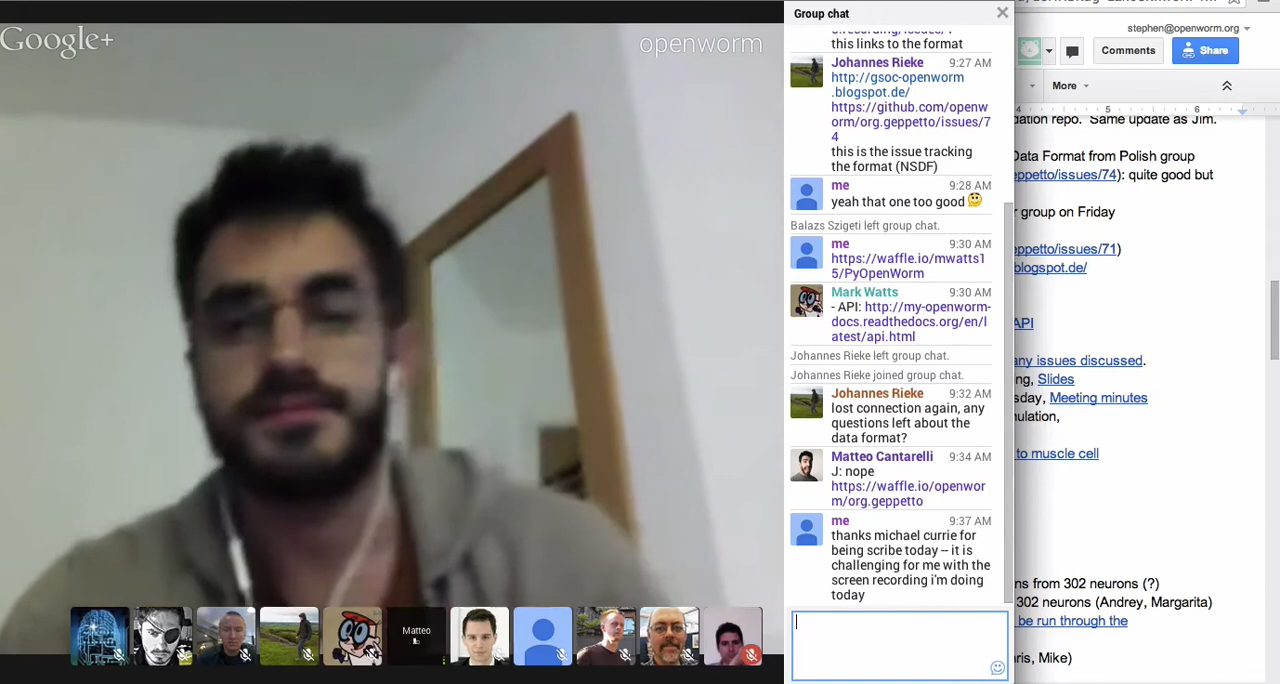 Google+
openworm
Group chat
this links to the format
Johannes Rieke 9:27 AM
http://gsoc-openworm
.blogspot.de/
https://github.com/openw
orm/org.geppetto/issues/7
4
this is the issue tracking
the format (NSDF)
me 9:28 AM
yeah that one too good
Balazs Szigeti left group chat.
me 9:30 AM
https://waffle.io/mwatts1
5/PyOpenWorm
Mark Watts 9:30 AM
- API: http://my-openworm-
docs.readthedocs.org/en/l
atest/api.html
Johannes Rieke left group chat.
Johannes Rieke joined group chat.
Johannes Rieke 9:32 AM
lost connection again, any
questions left about the
data format?
Matteo Cantarelli 9:34 AM
J: nope
https://waffle.io/openwor
m/org.geppetto
me 9:37 AM
thanks michael currie for
being scribe today -- it is
challenging for me with the
screen recording i'm doing
today
Matteo
stephen@openworm.org
Comments
Share
More
4 5 6
dation repo. Same update as Jim.
Data Format from Polish group
eppetto/issues/74): quite good but
r group on Friday
eppetto/issues/71)
blogspot.de/
API
any issues discussed.
ng, Slides
sday, Meeting minutes
nulation,
to muscle cell
ns from 302 neurons (?)
302 neurons (Andrey, Margarita)
be run through the
ris, Mike)